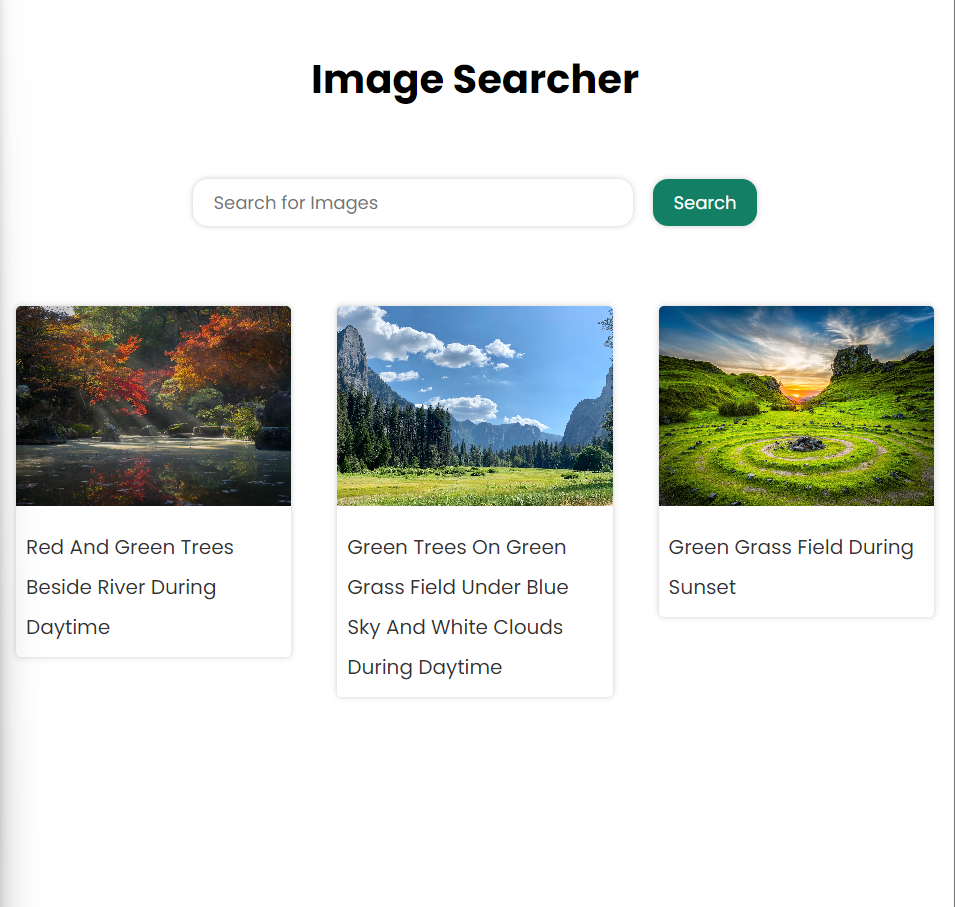 Image Searcher
Search for Images
Search
Red And Green Trees
Beside River During
Daytime
Green Trees On Green
Grass Field Under Blue
Sky And White Clouds
During Daytime
Green Grass Field During
Sunset